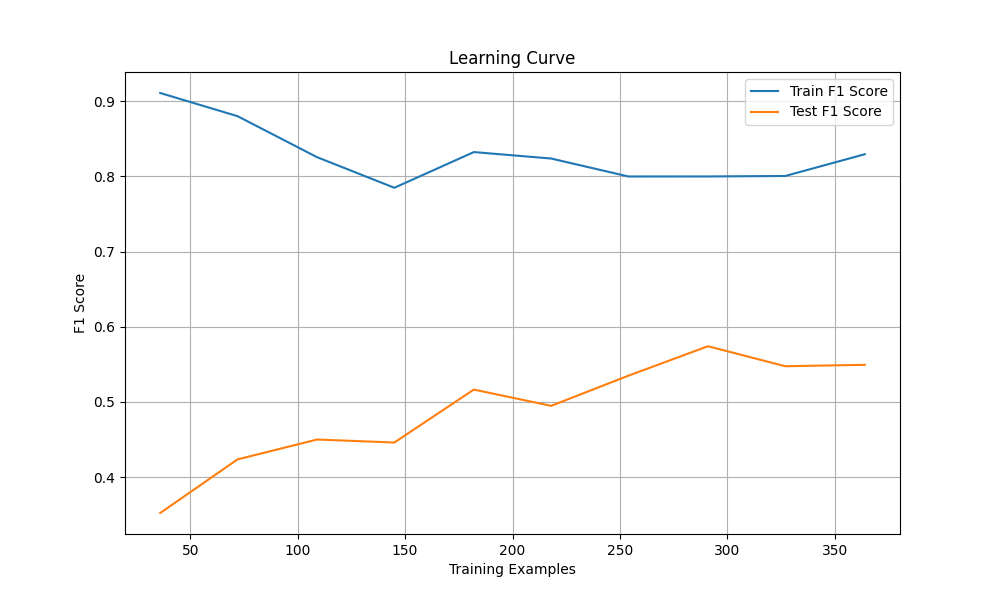 Learning Curve
Train F1 Score
Test F1 Score
F1 Score
0.9
0.8
0.7
0.6
0.5
0.4
50 100 150 200 250 300 350
Training Examples